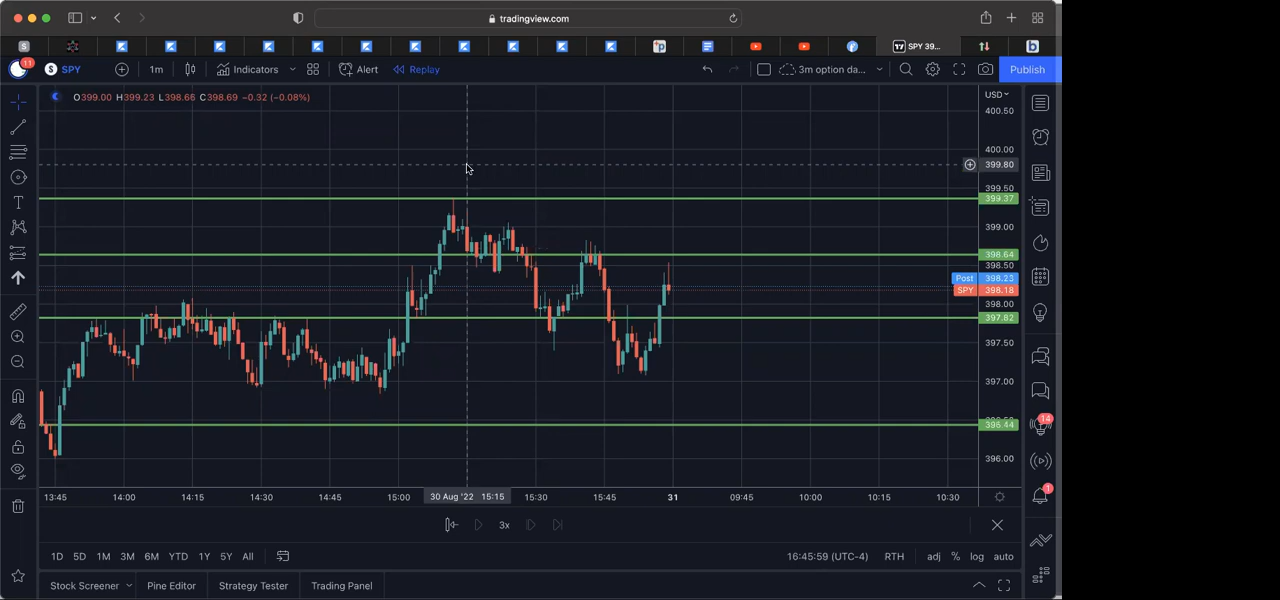 tradingview.com
S
SPY 39...
b
11
S SPY
1m
Indicators
Alert
Replay
3m option da...
Publish
O399.00 H399.23 L398.66 C398.69 −0.32 (−0.08%)
USD
400.50
400.00
399.80
399.50
399.37
399.00
398.64
398.50
Post 398.23
SPY 398.18
398.00
397.82
397.50
397.00
396.44
396.00
14
1
13:45 14:00 14:15 14:30 14:45 15:00 30 Aug '22 15:15 15:30 15:45 31 09:45 10:00 10:15 10:30
3x
1D 5D 1M 3M 6M YTD 1Y 5Y All
16:45:59 (UTC-4) RTH adj % log auto
Stock Screener Pine Editor Strategy Tester Trading Panel